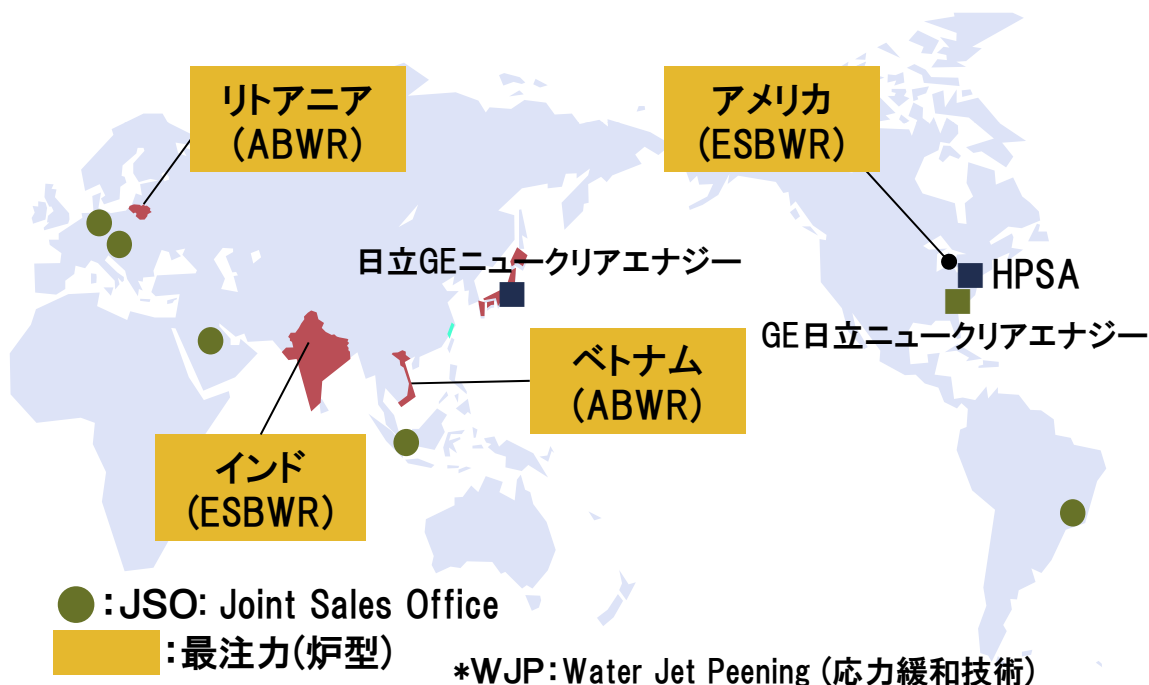 リトアニア
(ABWR)
アメリカ
(ESBWR)
日立GEニュークリアエナジー
HPSA
GE日立ニュークリアエナジー
ベトナム
(ABWR)
インド
(ESBWR)
:JSO: Joint Sales Office
:最注力(炉型)
*WJP:Water Jet Peening (応力緩和技術)